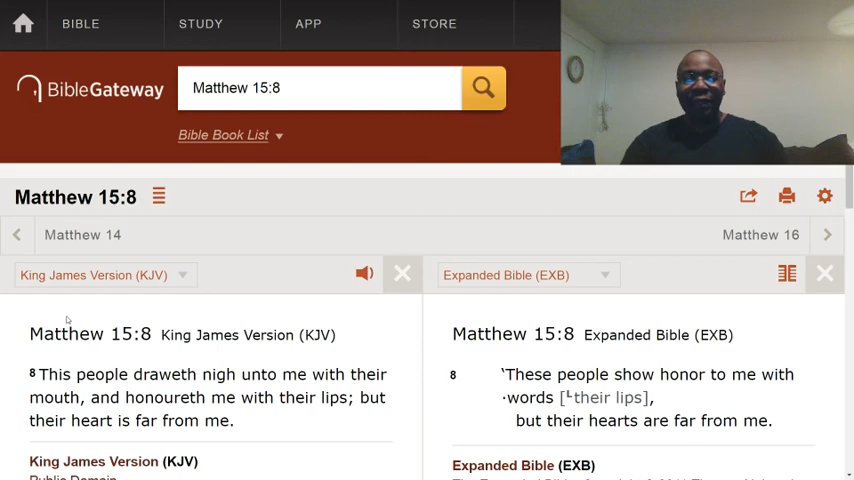 BIBLE STUDY APP STORE
BibleGateway
Matthew 15:8
Bible Book List
Matthew 15:8
Matthew 14
Matthew 16
King James Version (KJV)
Matthew 15:8 King James Version (KJV)
8 This people draweth nigh unto me with their
mouth, and honoureth me with their lips; but
their heart is far from me.
King James Version (KJV)
Public Domain
Expanded Bible (EXB)
Matthew 15:8 Expanded Bible (EXB)
8 ‘These people show honor to me with
·words [Ltheir lips],
but their hearts are far from me.
Expanded Bible (EXB)